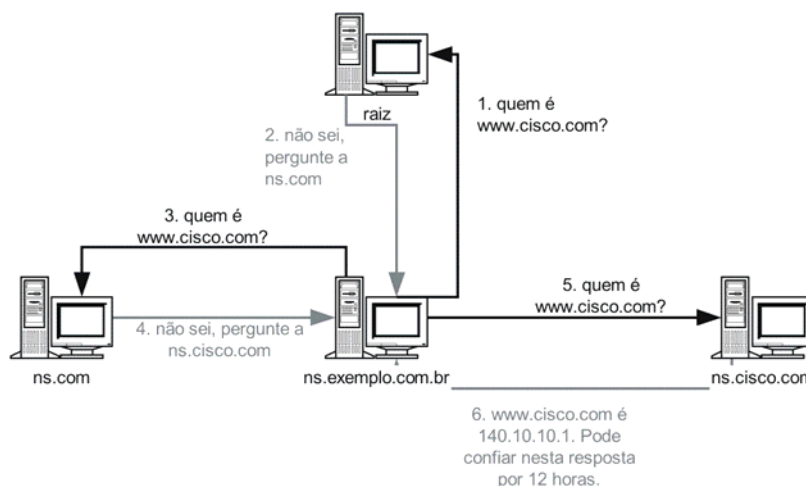 1. quem é
www.cisco.com?
raiz
2. não sei,
pergunte a
ns.com
3. quem é
www.cisco.com?
4. não sei, pergunte a
ns.cisco.com
5. quem é
www.cisco.com?
ns.com
ns.exemplo.com.br
ns.cisco.com
6. www.cisco.com é
140.10.10.1. Pode
confiar nesta resposta
por 12 horas.